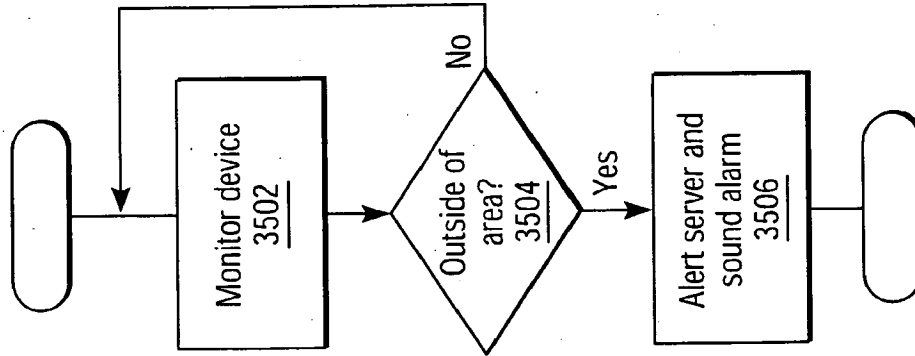 Monitor device
3502
Outside of
area?
3504
No
Yes
Alert server and
sound alarm
3506